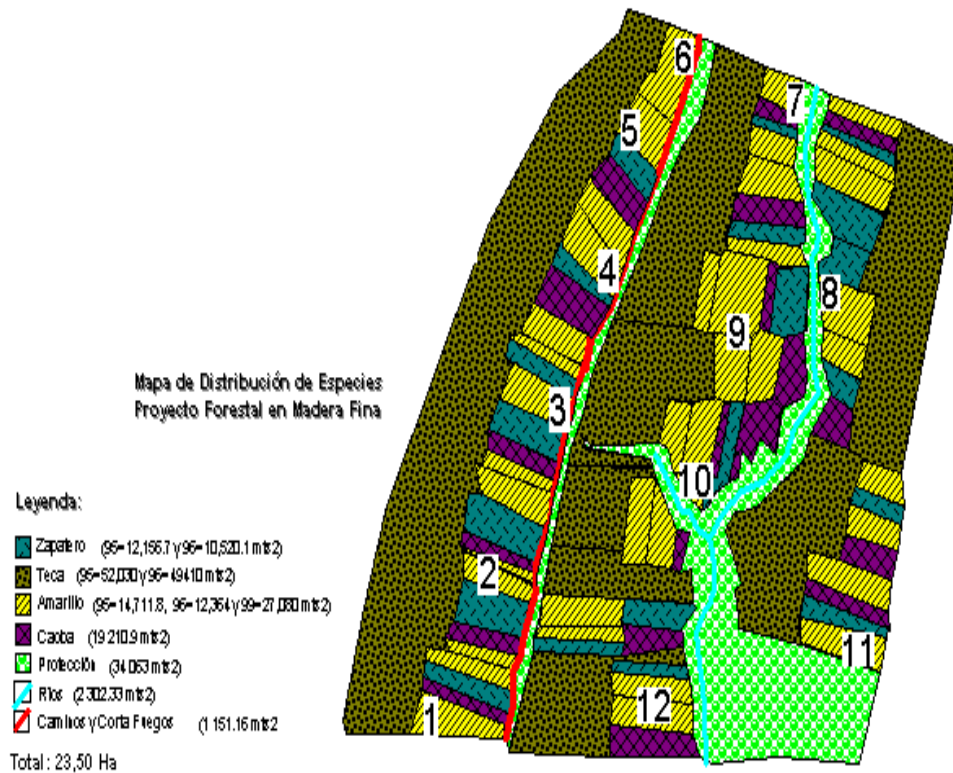 Mapa de Distribución de Especies
Proyecto Forestal en Madera Fina
Leyenda:
Zapatero (95=12,156.7 y 96=10,520.1 mts2)
Teca (95=52,030 y 96=49410 mts2)
Amarillo (95=14,711.8, 96=12,364 y 99=27,080 mts2)
Caoba (19 210.9 mts2)
Protección (34 063 mts2)
Ríos (2 302.33 mts2)
Caminos y Corta Fuegos (1 151.16 mts2
Total: 23,50 Ha
6
7
5
4
8
9
3
10
2
11
12
1